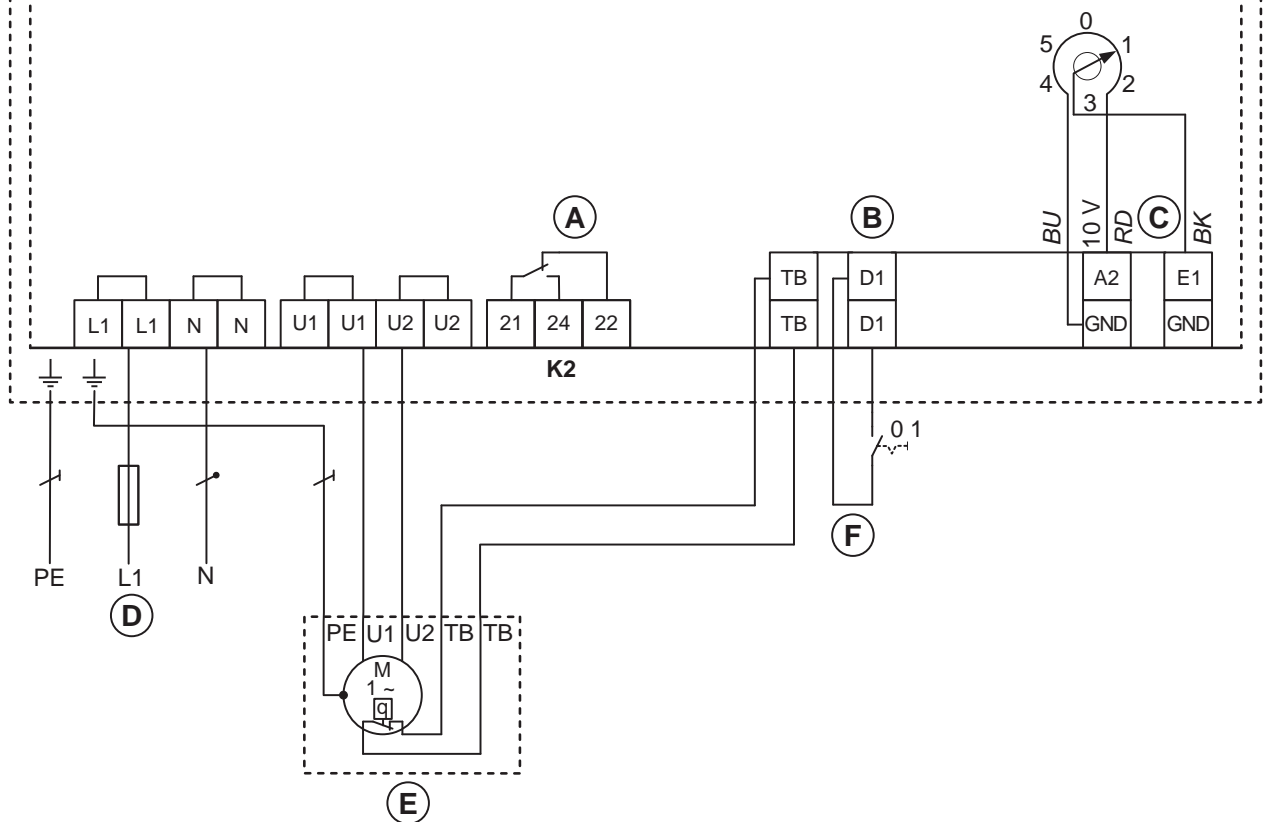 0
5 1
4 2
3
A B C
BU 10 V RD BK
TB D1 A2 E1
L1 L1 N N U1 U1 U2 U2 21 24 22 TB D1 GND GND
K2
0 1
F
PE L1 N
D
PE U1 U2 TB TB
M
1 ~
q
E